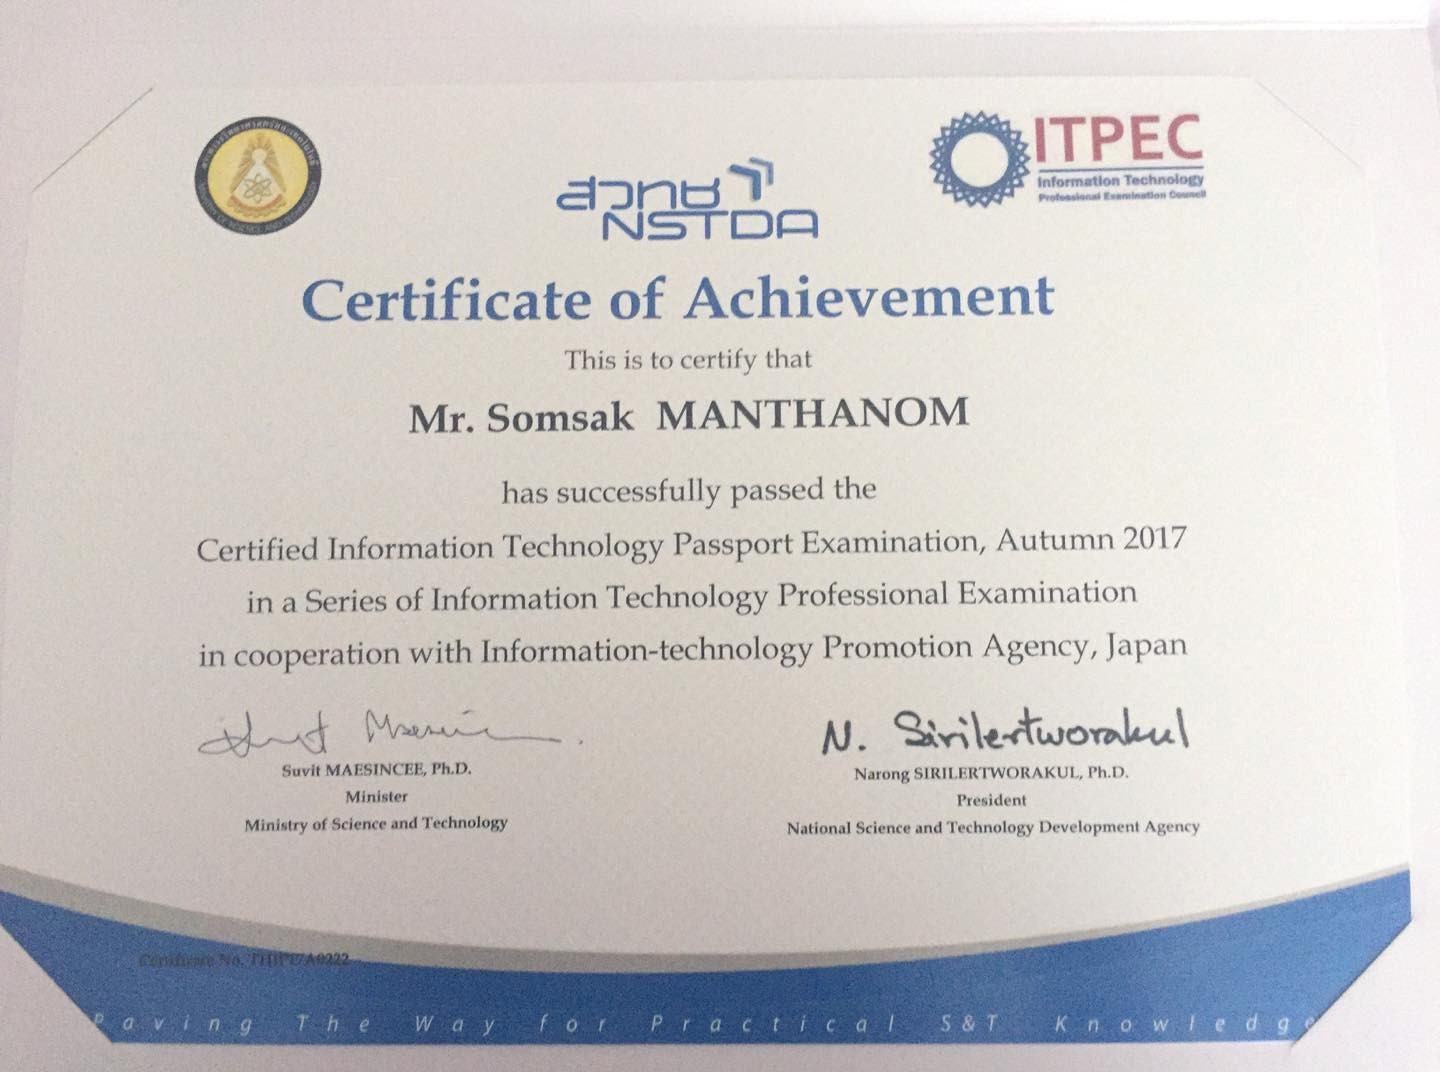 สวทช
NSTDA
ITPEC
Information Technology
Professional Examination Council
Certificate of Achievement
This is to certify that
Mr. Somsak MANTHANOM
has successfully passed the
Certified Information Technology Passport Examination, Autumn 2017
in a Series of Information Technology Professional Examination
in cooperation with Information-technology Promotion Agency, Japan
N. Sirilertworakul
Suvit MAESINCEE, Ph.D.
Minister
Ministry of Science and Technology
Narong SIRILERTWORAKUL, Ph.D.
President
National Science and Technology Development Agency
Certificate No.
Paving The Way for Practical S&T Knowledge